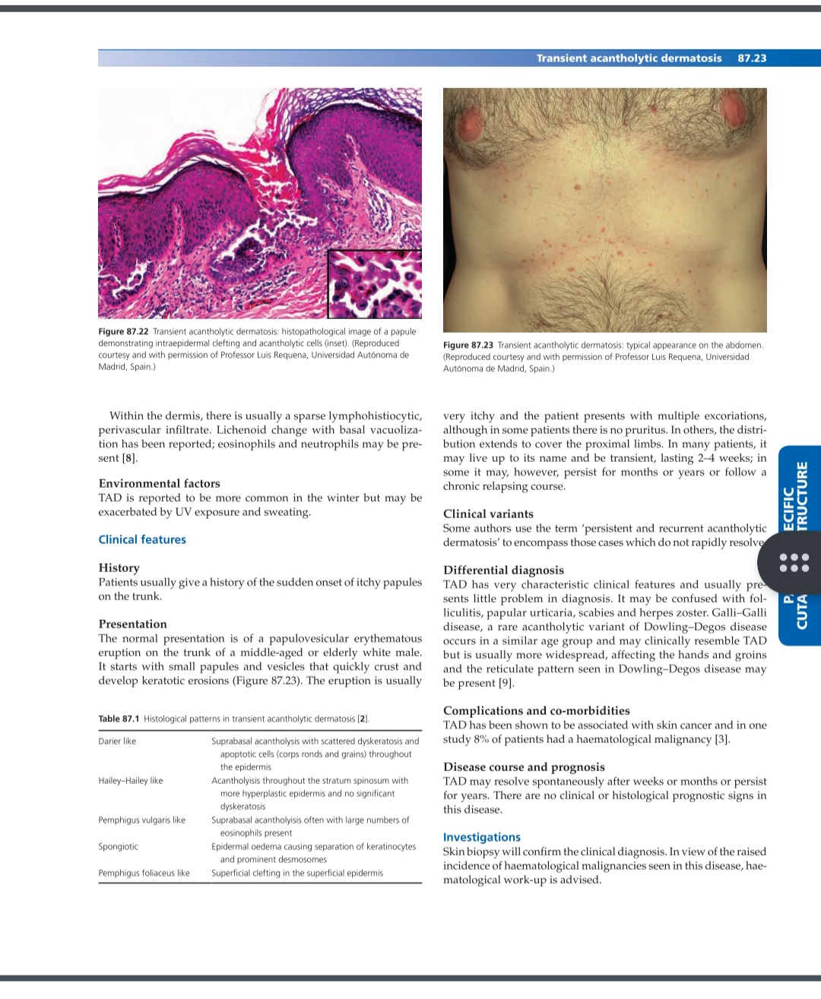 Transient acantholytic dermatosis 87.23
Figure 87.22 Transient acantholytic dermatosis: histopathological image of a papule
demonstrating intraepidermal clefting and acantholytic cells (inset). (Reproduced
courtesy and with permission of Professor Luis Requena, Universidad Autónoma de
Madrid, Spain.)
Within the dermis, there is usually a sparse lymphohistiocytic,
perivascular infiltrate. Lichenoid change with basal vacuoliza-
tion has been reported; eosinophils and neutrophils may be pre-
sent [8].
Environmental factors
TAD is reported to be more common in the winter but may be
exacerbated by UV exposure and sweating.
Clinical features
History
Patients usually give a history of the sudden onset of itchy papules
on the trunk.
Presentation
The normal presentation is of a papulovesicular erythematous
eruption on the trunk of a middle-aged or elderly white male.
It starts with small papules and vesicles that quickly crust and
develop keratotic erosions (Figure 87.23). The eruption is usually
Table 87.1 Histological patterns in transient acantholytic dermatosis [2].
Darier like Suprabasal acantholysis with scattered dyskeratosis and
apoptotic cells (corps ronds and grains) throughout
the epidermis
Hailey–Hailey like Acantholyisis throughout the stratum spinosum with
more hyperplastic epidermis and no significant
dyskeratosis
Pemphigus vulgaris like Suprabasal acantholyisis often with large numbers of
eosinophils present
Spongiotic Epidermal oedema causing separation of keratinocytes
and prominent desmosomes
Pemphigus foliaceus like Superficial clefting in the superficial epidermis
Figure 87.23 Transient acantholytic dermatosis: typical appearance on the abdomen.
(Reproduced courtesy and with permission of Professor Luis Requena, Universidad
Autónoma de Madrid, Spain.)
very itchy and the patient presents with multiple excoriations,
although in some patients there is no pruritus. In others, the distri-
bution extends to cover the proximal limbs. In many patients, it
may live up to its name and be transient, lasting 2–4 weeks; in
some it may, however, persist for months or years or follow a
chronic relapsing course.
Clinical variants
Some authors use the term ‘persistent and recurrent acantholytic
dermatosis’ to encompass those cases which do not rapidly resolve
Differential diagnosis
TAD has very characteristic clinical features and usually pre-
sents little problem in diagnosis. It may be confused with fol-
liculitis, papular urticaria, scabies and herpes zoster. Galli–Galli
disease, a rare acantholytic variant of Dowling–Degos disease
occurs in a similar age group and may clinically resemble TAD
but is usually more widespread, affecting the hands and groins
and the reticulate pattern seen in Dowling–Degos disease may
be present [9].
Complications and co-morbidities
TAD has been shown to be associated with skin cancer and in one
study 8% of patients had a haematological malignancy [3].
Disease course and prognosis
TAD may resolve spontaneously after weeks or months or persist
for years. There are no clinical or histological prognostic signs in
this disease.
Investigations
Skin biopsy will confirm the clinical diagnosis. In view of the raised
incidence of haematological malignancies seen in this disease, hae-
matological work-up is advised.